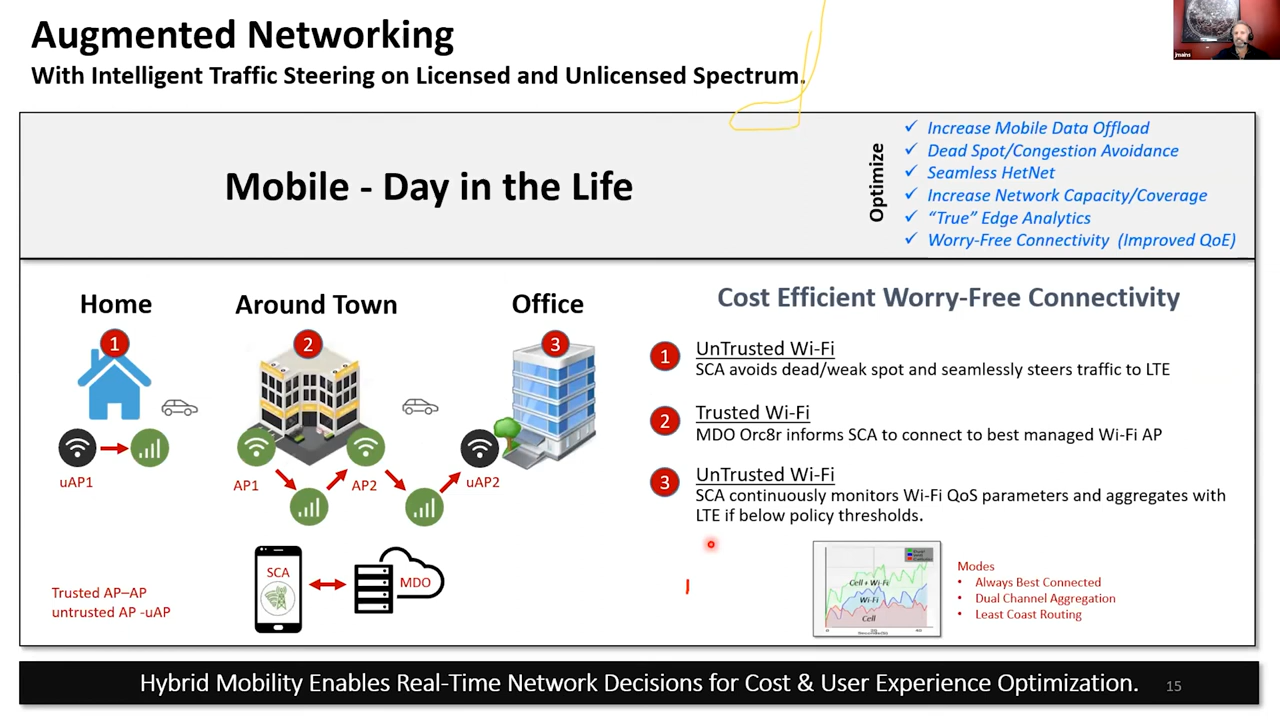 Augmented Networking
With Intelligent Traffic Steering on Licensed and Unlicensed Spectrum.
jmains
Mobile - Day in the Life
Optimize
✓ Increase Mobile Data Offload
✓ Dead Spot/Congestion Avoidance
✓ Seamless HetNet
✓ Increase Network Capacity/Coverage
✓ “True” Edge Analytics
✓ Worry-Free Connectivity (Improved QoE)
Home
Around Town
Office
1
2
3
uAP1
AP1
AP2
uAP2
SCA
MDO
Trusted AP–AP
untrusted AP -uAP
Cost Efficient Worry-Free Connectivity
1
UnTrusted Wi-Fi
SCA avoids dead/weak spot and seamlessly steers traffic to LTE
2
Trusted Wi-Fi
MDO Orc8r informs SCA to connect to best managed Wi-Fi AP
3
UnTrusted Wi-Fi
SCA continuously monitors Wi-Fi QoS parameters and aggregates with
LTE if below policy thresholds.
Cell + Wi-Fi
Wi-Fi
Cell
Modes
• Always Best Connected
• Dual Channel Aggregation
• Least Coast Routing
Hybrid Mobility Enables Real-Time Network Decisions for Cost & User Experience Optimization.
15